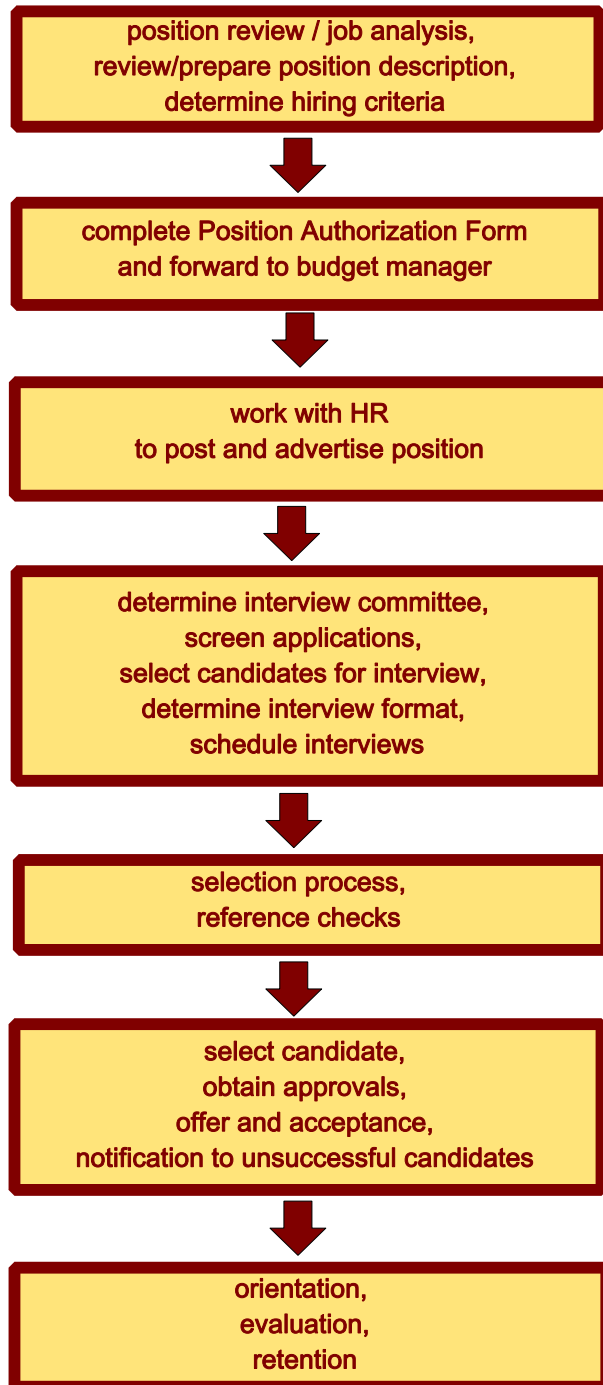 position review / job analysis,
review/prepare position description,
determine hiring criteria
complete Position Authorization Form
and forward to budget manager
work with HR
to post and advertise position
determine interview committee,
screen applications,
select candidates for interview,
determine interview format,
schedule interviews
selection process,
reference checks
select candidate,
obtain approvals,
offer and acceptance,
notification to unsuccessful candidates
orientation,
evaluation,
retention